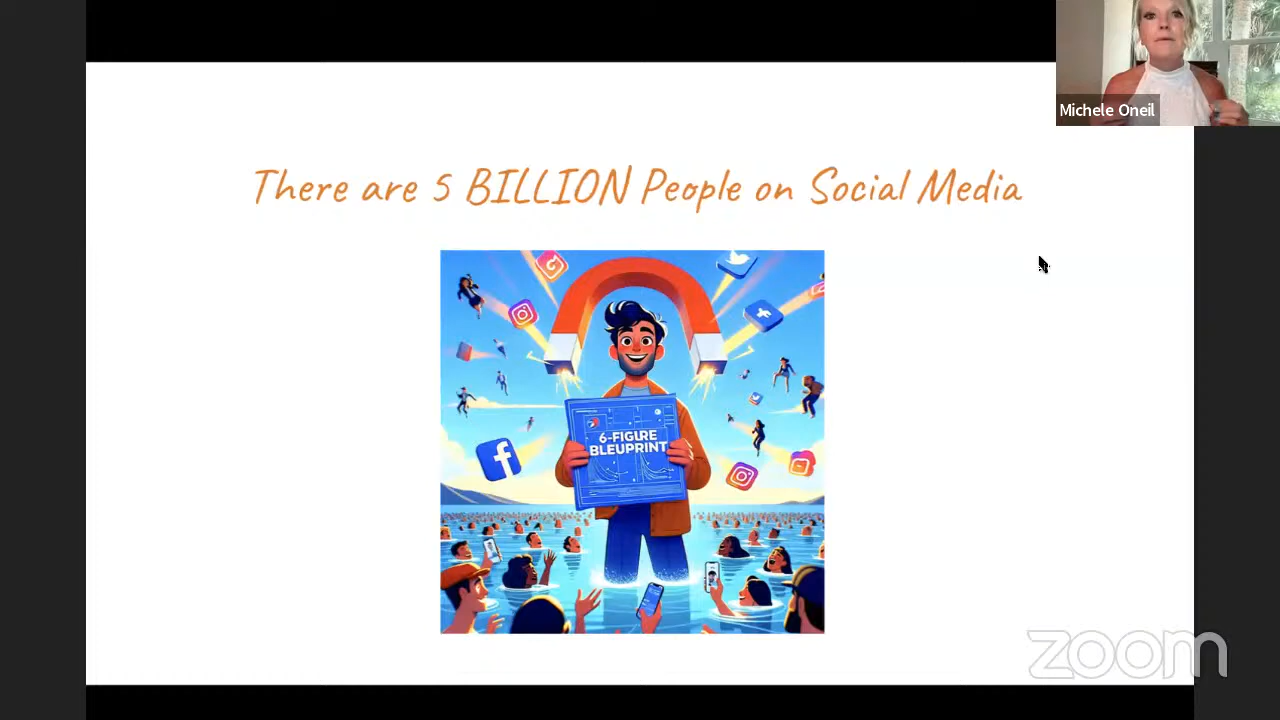 Michele Oneil
There are 5 BILLION People on Social Media
6-FIGURE
BLEUPRINT
zoom